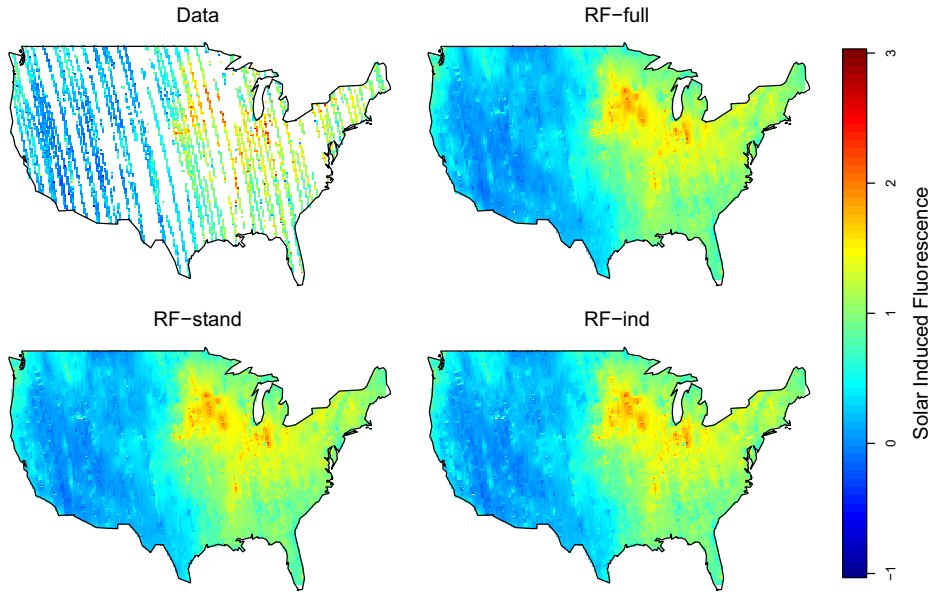 Data
RF−full
RF−stand
RF−ind
3
2
1
0
−1
Solar Induced Fluorescence